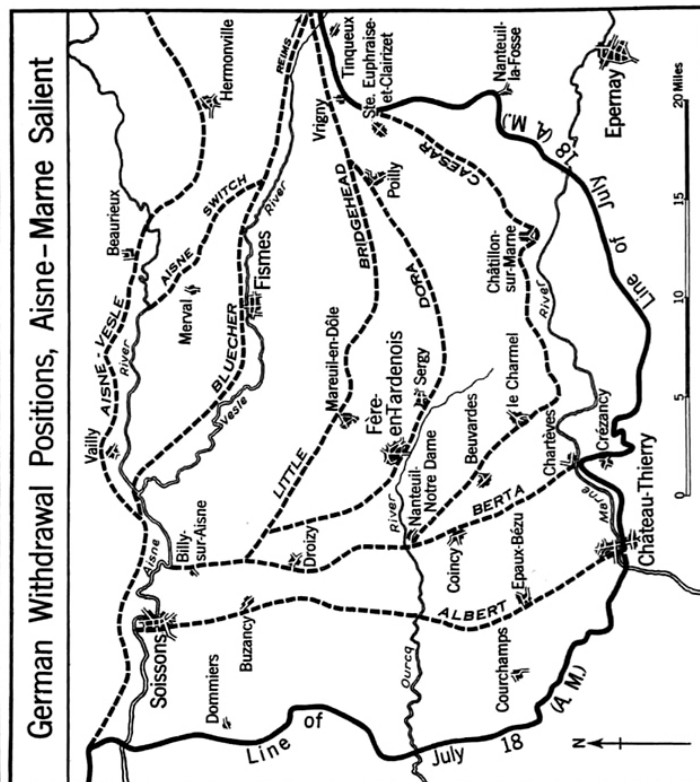 German Withdrawal Positions, Aisne–Marne Salient
Hermonville
Beaurieux
AISNE-VESLE
River
Vailly
Aisne
Merval
AISNE SWITCH
REIMS
Tinqueux
Vrigny
Ste. Euphraise-
et-Clairizet
River
Fismes
BLUECHER
Vesle
Billy-
sur-Aisne
Soissons
Buzancy
Dommiers
Line of July 18 (A. M.)
Droizy
LITTLE BRIDGEHEAD
Mareuil-en-Dôle
Fère-
en-Tardenois
Sergy
DORA
Poilly
CAESAR
Nanteuil-
la-Fosse
Epernay
Châtillon-
sur-Marne
River
le Charmel
Beuvardes
Nanteuil-
Notre Dame
River
Ourcq
Coincy
BERTA
Epaux-Bézu
ALBERT
Courchamps
Chartèves
Crézancy
Marne
Château-Thierry
Line of July 18 (A. M.)
N
0 5 10 15 20 Miles